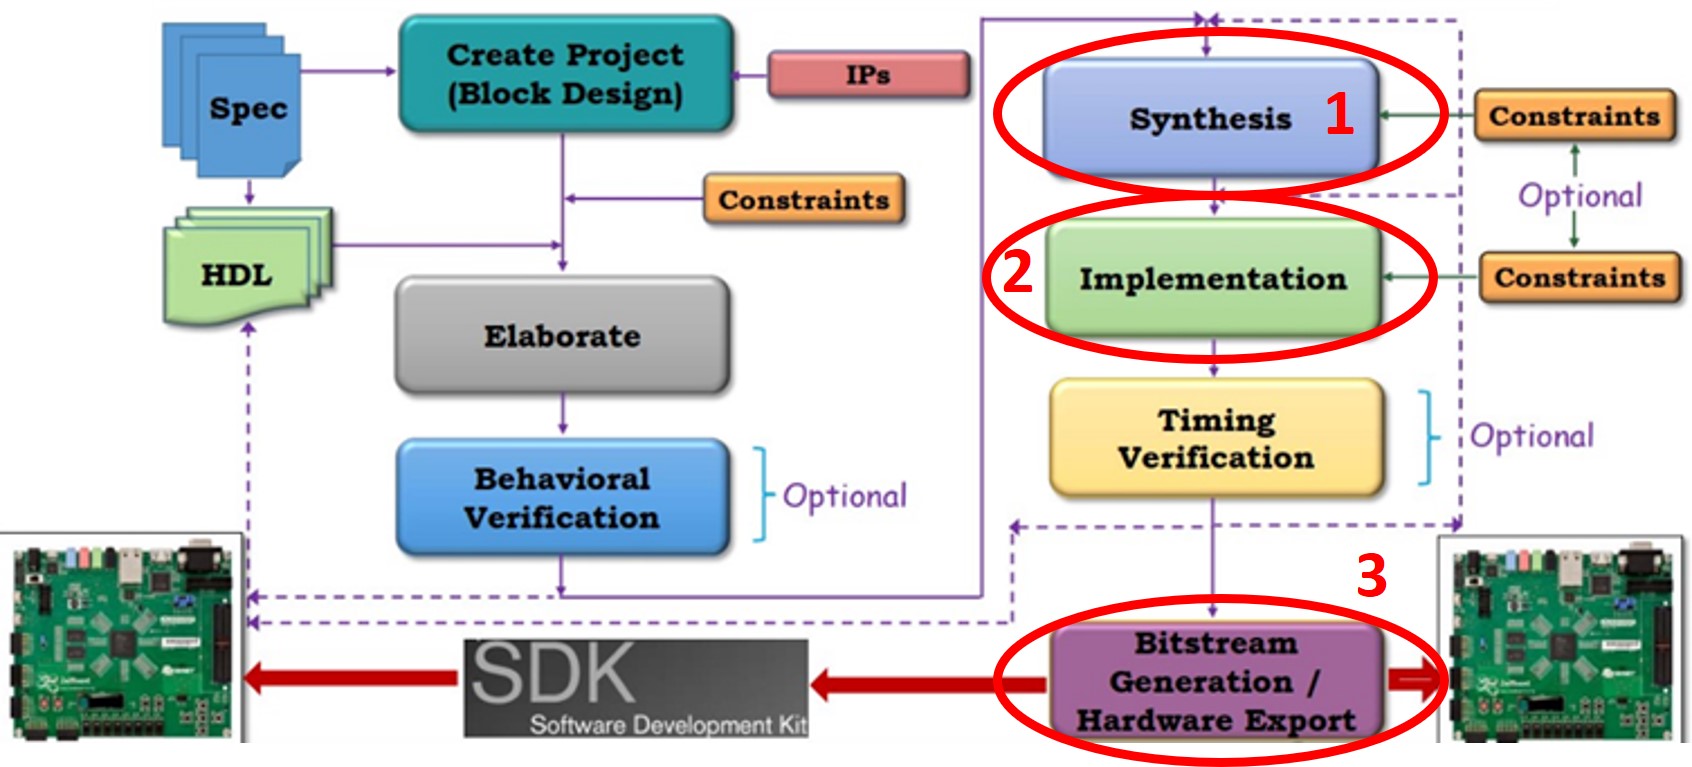 Spec
Create Project
(Block Design)
IPs
Constraints
HDL
Elaborate
Behavioral
Verification
Optional
Synthesis
1
Constraints
Optional
2
Implementation
Constraints
Timing
Verification
Optional
3
Bitstream
Generation /
Hardware Export
SDK
Software Development Kit